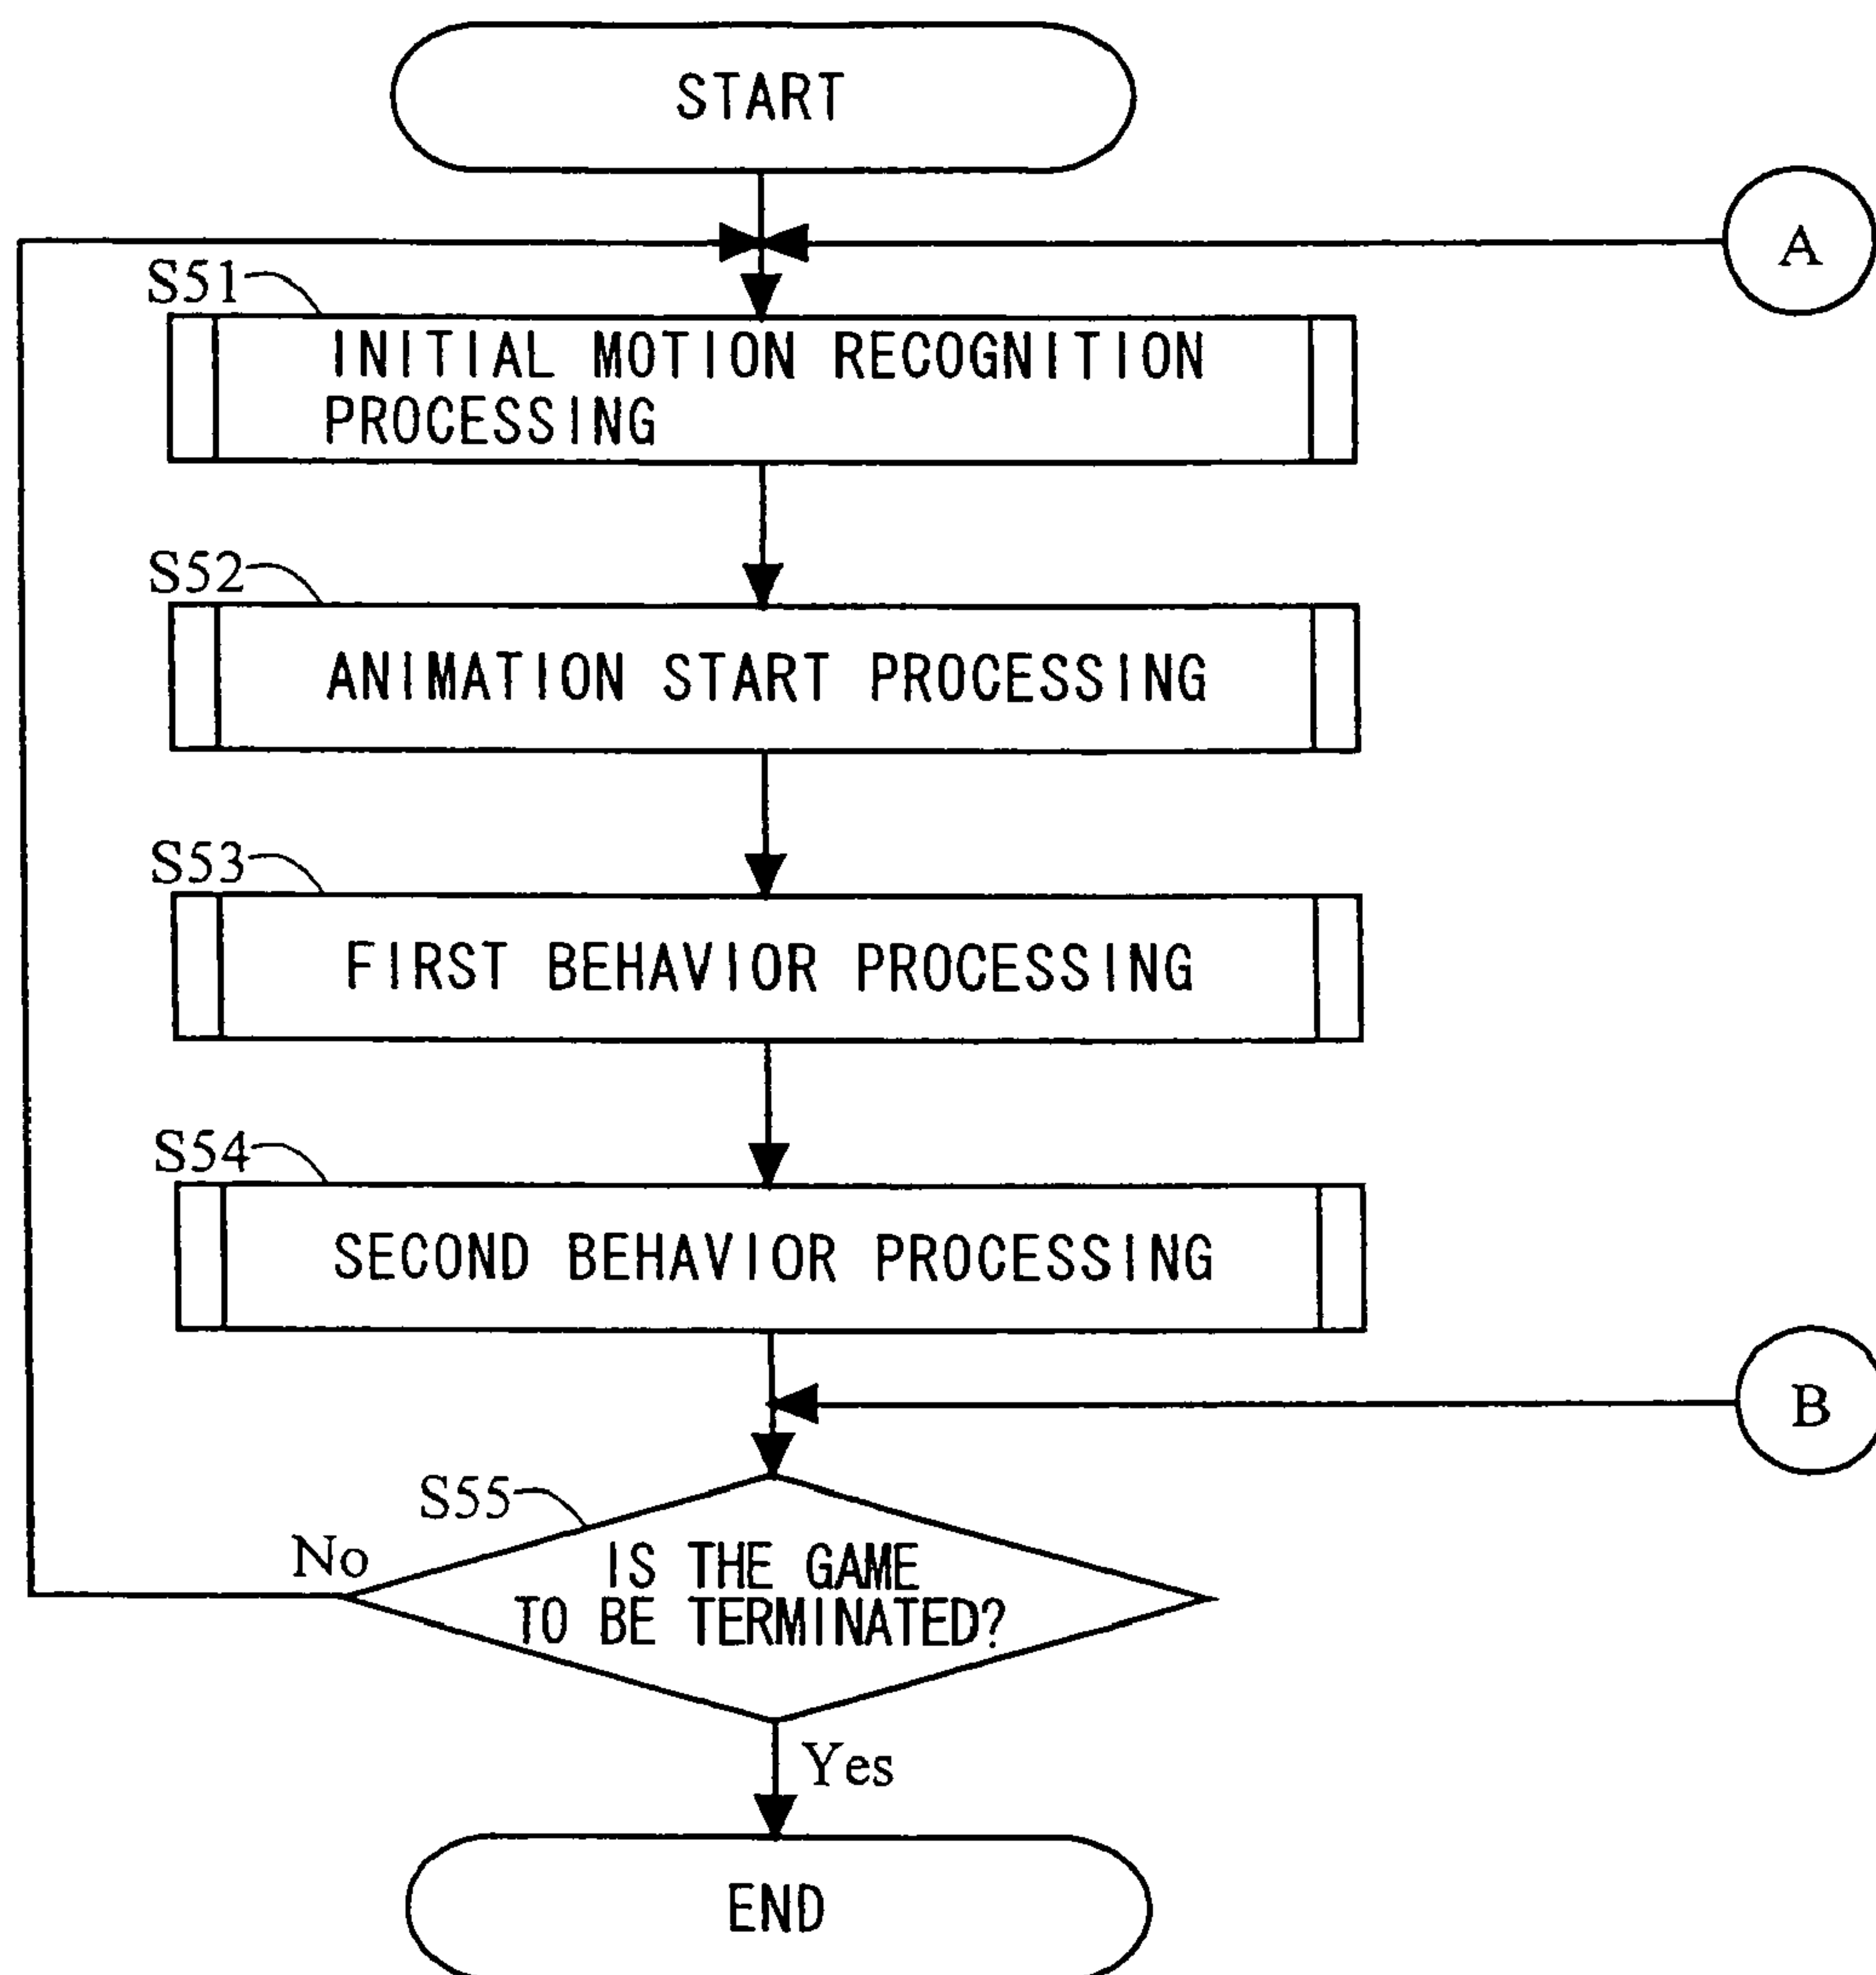 START
A
S51
INITIAL MOTION RECOGNITION
PROCESSING
S52
ANIMATION START PROCESSING
S53
FIRST BEHAVIOR PROCESSING
S54
SECOND BEHAVIOR PROCESSING
B
S55
No
IS THE GAME
TO BE TERMINATED?
Yes
END